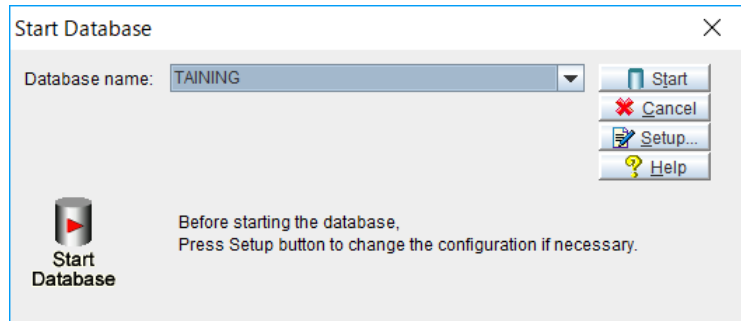 Start Database
Database name:
TAINING
Start
Cancel
Setup...
Help
Start
Database
Before starting the database,
Press Setup button to change the configuration if necessary.